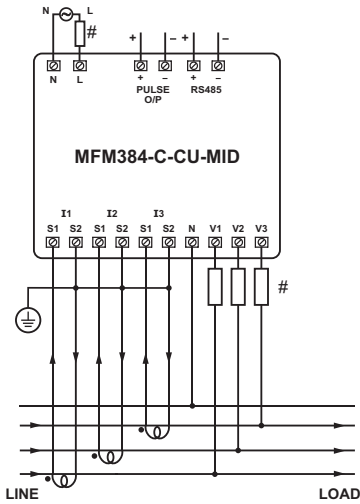 N L
#
+ – + –
N L + – + –
PULSE O/P RS485
MFM384-C-CU-MID
I1 I2 I3
S1 S2 S1 S2 S1 S2 N V1 V2 V3
#
LINE LOAD